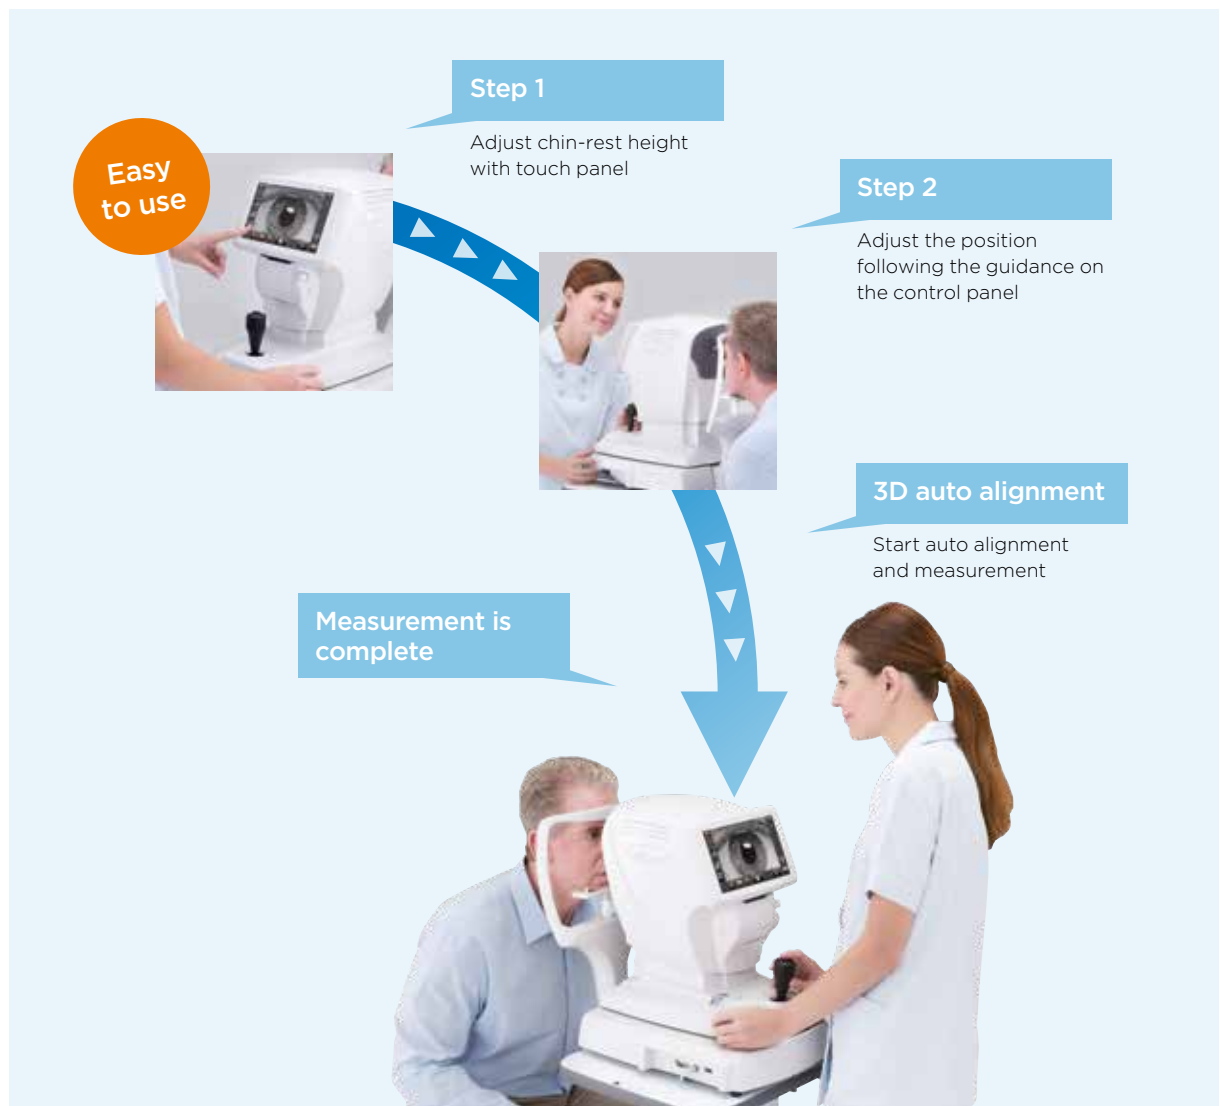 Easy
to use
Step 1
Adjust chin-rest height
with touch panel
Step 2
Adjust the position
following the guidance on
the control panel
3D auto alignment
Start auto alignment
and measurement
Measurement is
complete